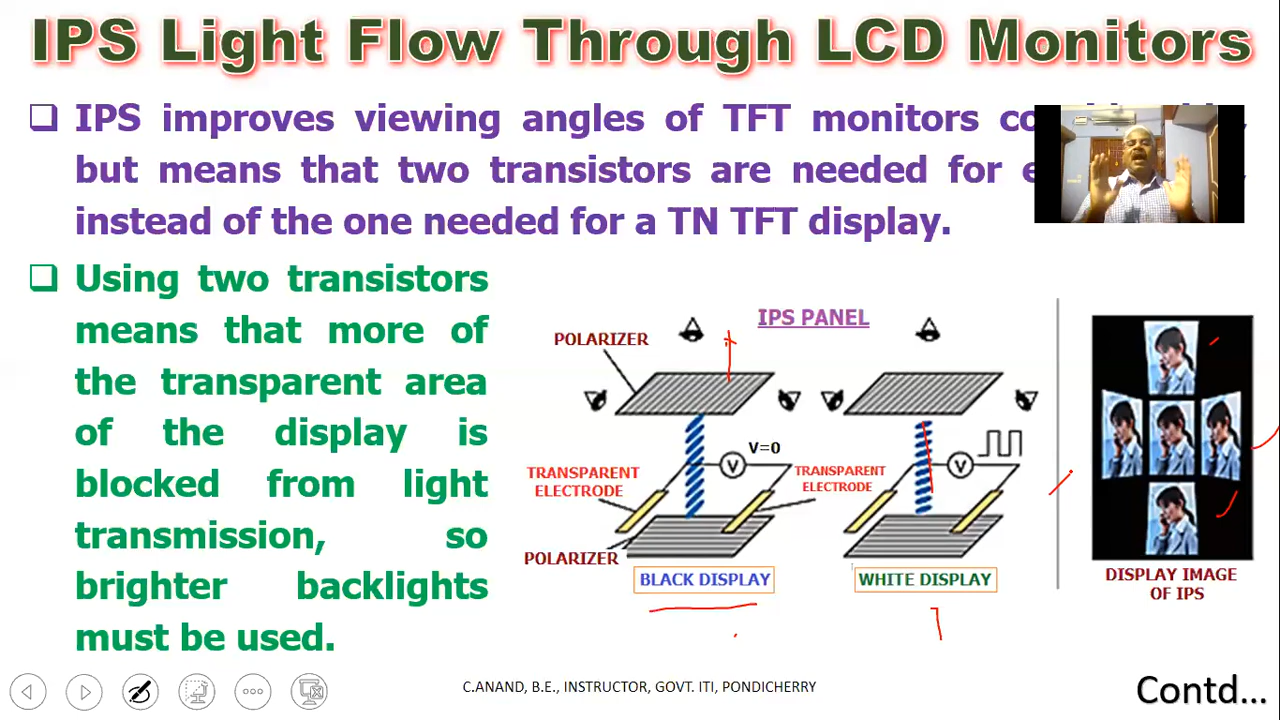 IPS Light Flow Through LCD Monitors
IPS improves viewing angles of TFT monitors
but means that two transistors are needed for
instead of the one needed for a TN TFT display.
Using two transistors
means that more of
the transparent area
of the display is
blocked from light
transmission, so
brighter backlights
must be used.
IPS PANEL
POLARIZER
V=0
V
V
TRANSPARENT
ELECTRODE
TRANSPARENT
ELECTRODE
POLARIZER
BLACK DISPLAY
WHITE DISPLAY
DISPLAY IMAGE
OF IPS
C.ANAND, B.E., INSTRUCTOR, GOVT. ITI, PONDICHERRY
Contd...